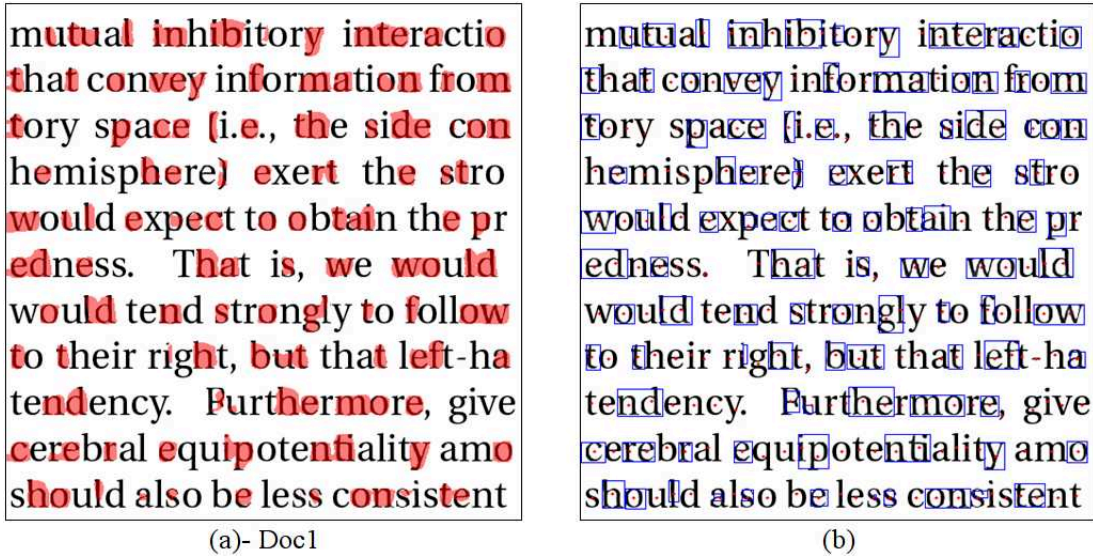 mutual inhibitory interactio
that convey information from
tory space (i.e., the side con
hemisphere) exert the stro
would expect to obtain the pr
edness. That is, we would
would tend strongly to follow
to their right, but that left-ha
tendency. Furthermore, give
cerebral equipotentiality amo
should also be less consistent
(a)- Doc1
mutual inhibitory interactio
that convey information from
tory space (i.e., the side con
hemisphere) exert the stro
would expect to obtain the pr
edness. That is, we would
would tend strongly to follow
to their right, but that left-ha
tendency. Furthermore, give
cerebral equipotentiality amo
should also be less consistent
(b)